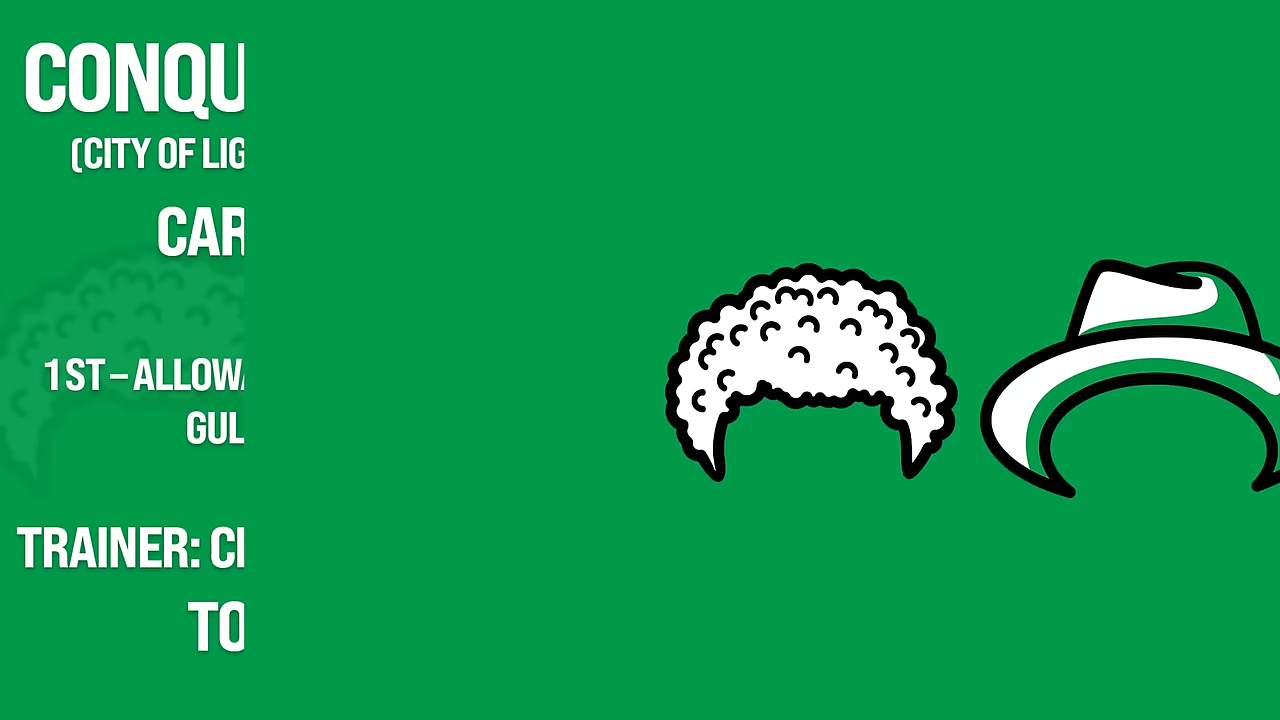 CONQU
(CITY OF LIG
CAR
1ST – ALLOWA
GUL
TRAINER: CI
TO